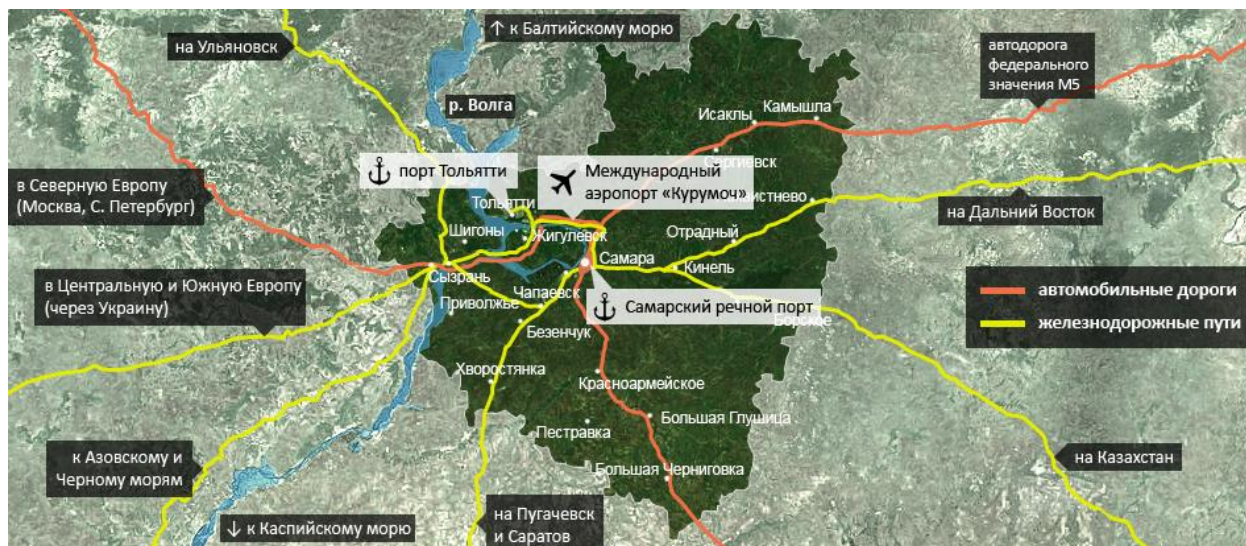 на Ульяновск
↑ к Балтийскому морю
автодорога
федерального
значения М5
р. Волга
Камышла
Исаклы
Сергиевск
порт Тольятти
Международный
аэропорт «Курумоч»
в Северную Европу
(Москва, С. Петербург)
Тольятти
на Дальний Восток
Шигоны
Жигулевск
Отрадный
Самара
Кинель
Сызрань
в Центральную и Южную Европу
(через Украину)
Приволжье
Чапаевск
Самарский речной порт
автомобильные дороги
железнодорожные пути
Борское
Безенчук
Хворостянка
Красноармейское
Большая Глушица
Пестравка
к Азовскому и
Черному морям
на Казахстан
Большая Черниговка
↓ к Каспийскому морю
на Пугачевск
и Саратов